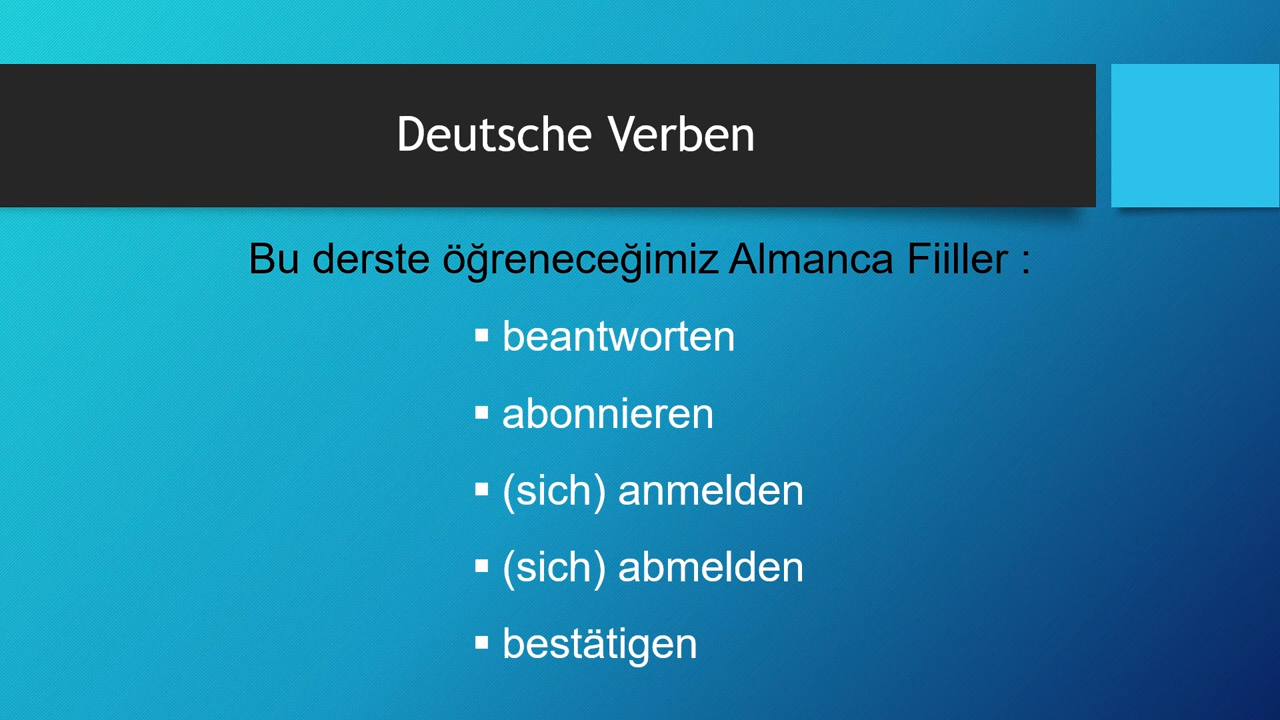 Deutsche Verben
Bu derste öğreneceğimiz Almanca Fiiller :
▪ beantworten
▪ abonnieren
▪ (sich) anmelden
▪ (sich) abmelden
▪ bestätigen